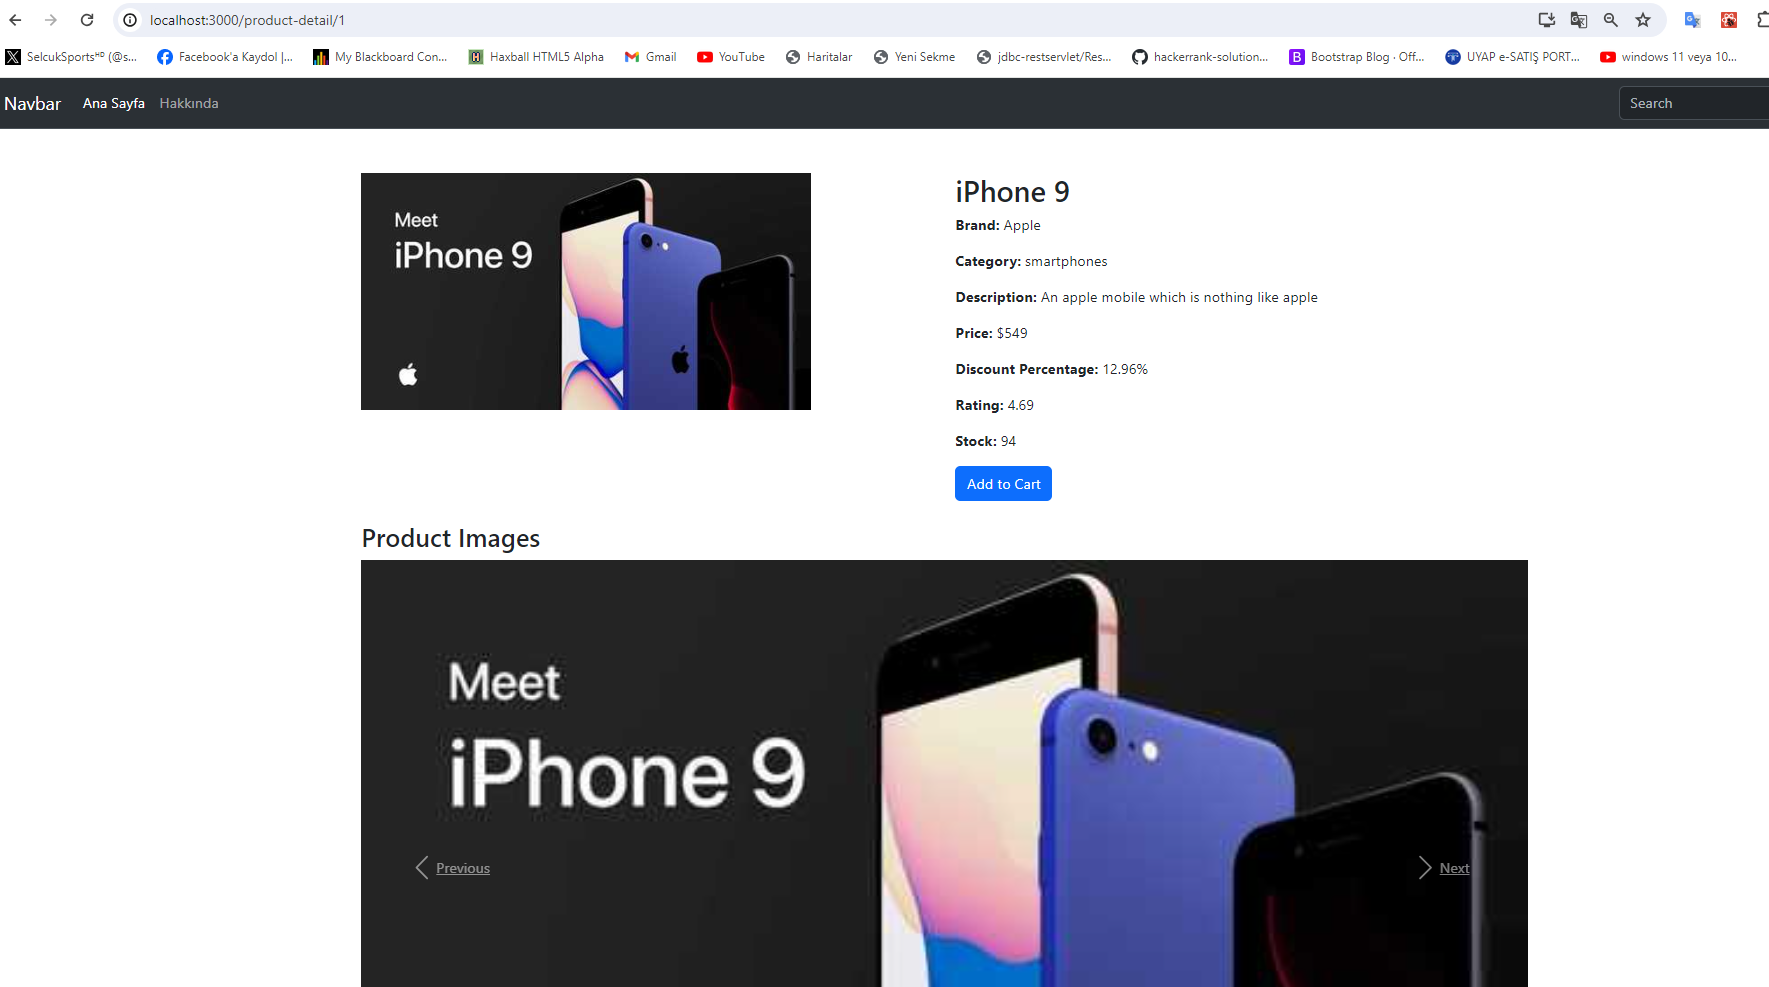 localhost:3000/product-detail/1
SelcukSportsᴴᴰ (@s... Facebook'a Kaydol |... My Blackboard Con... Haxball HTML5 Alpha Gmail YouTube Haritalar Yeni Sekme jdbc-restservlet/Res... hackerrank-solution... Bootstrap Blog · Off... UYAP e-SATIŞ PORT... windows 11 veya 10...
Navbar Ana Sayfa Hakkında Search
Meet
iPhone 9
iPhone 9
Brand: Apple
Category: smartphones
Description: An apple mobile which is nothing like apple
Price: $549
Discount Percentage: 12.96%
Rating: 4.69
Stock: 94
Add to Cart
Product Images
Meet
iPhone 9
Previous Next